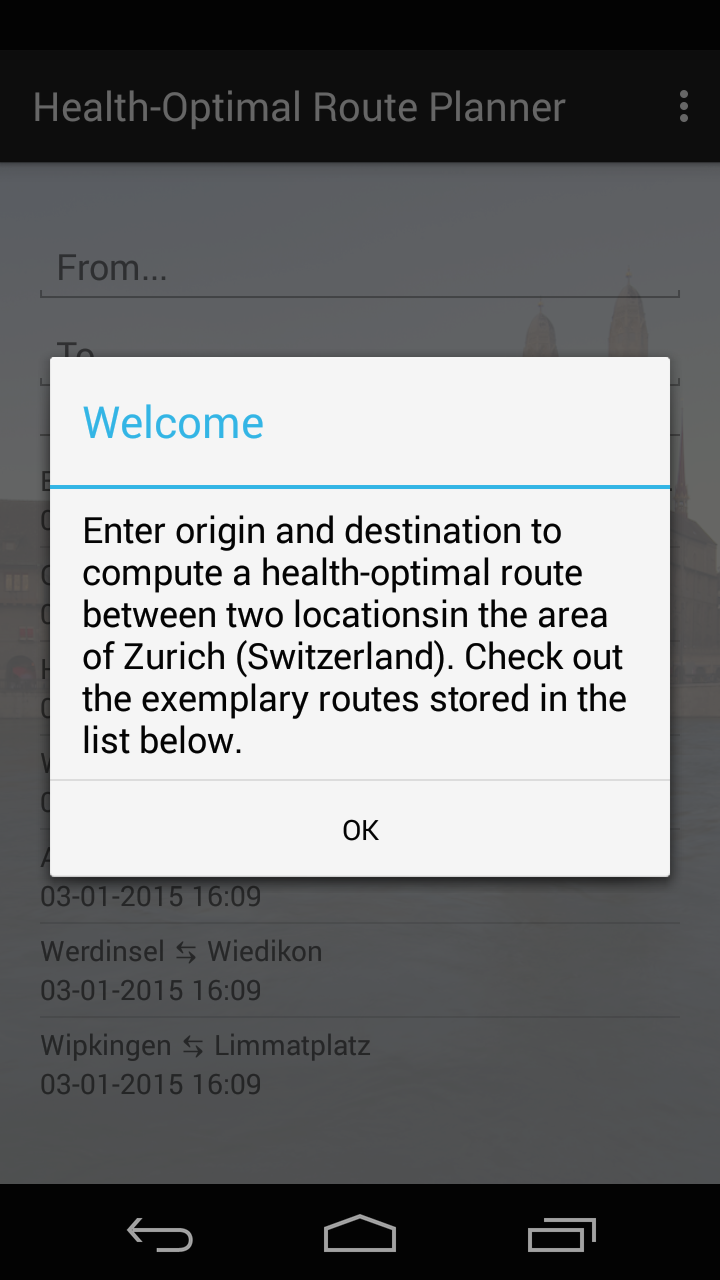 Health-Optimal Route Planner
From...
To
Welcome
Enter origin and destination to
compute a health-optimal route
between two locationsin the area
of Zurich (Switzerland). Check out
the exemplary routes stored in the
list below.
OK
03-01-2015 16:09
Werdinsel ⇆ Wiedikon
03-01-2015 16:09
Wipkingen ⇆ Limmatplatz
03-01-2015 16:09